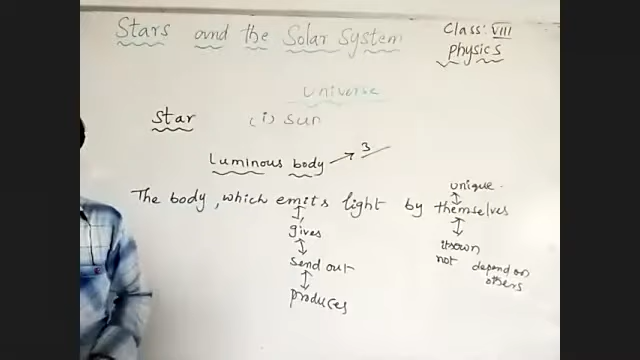 Stars and the Solar System
Class: VIII
Physics
Universe
Star (i) Sun
Luminous body → 3
The body, which emits light by themselves
unique.
gives
send out
produces
itsown
not depend on
others